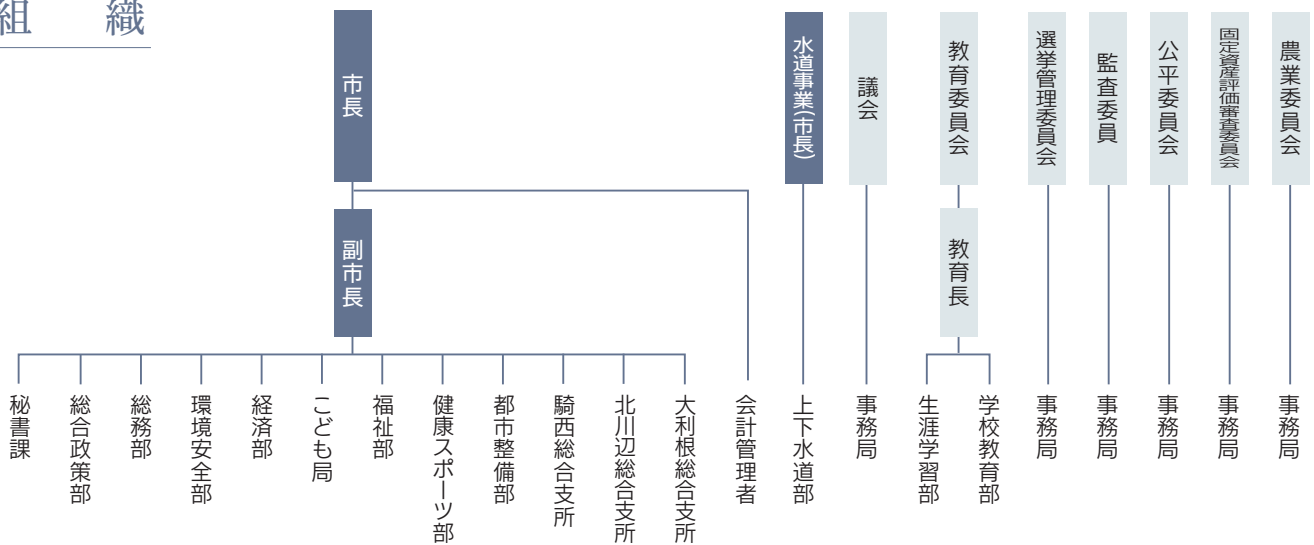 組　織
市長
水道事業(市長)
議会
教育委員会
選挙管理委員会
監査委員
公平委員会
固定資産評価審査委員会
農業委員会
副市長
教育長
秘書課
総合政策部
総務部
環境安全部
経済部
こども局
福祉部
健康スポーツ部
都市整備部
騎西総合支所
北川辺総合支所
大利根総合支所
会計管理者
上下水道部
事務局
生涯学習部
学校教育部
事務局
事務局
事務局
事務局
事務局